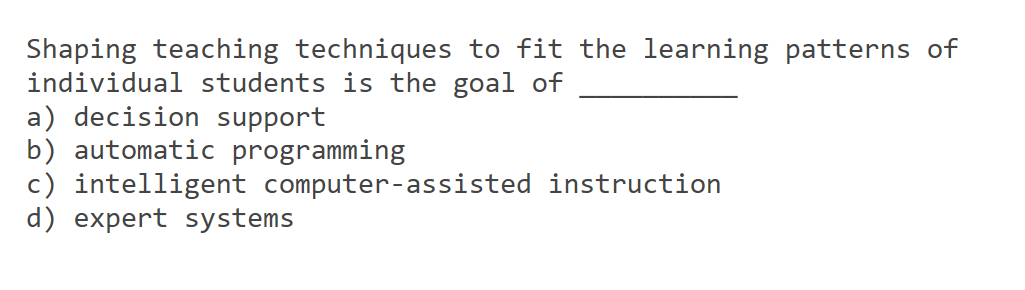 Shaping teaching techniques to fit the learning patterns of
individual students is the goal of __________
a) decision support
b) automatic programming
c) intelligent computer-assisted instruction
d) expert systems